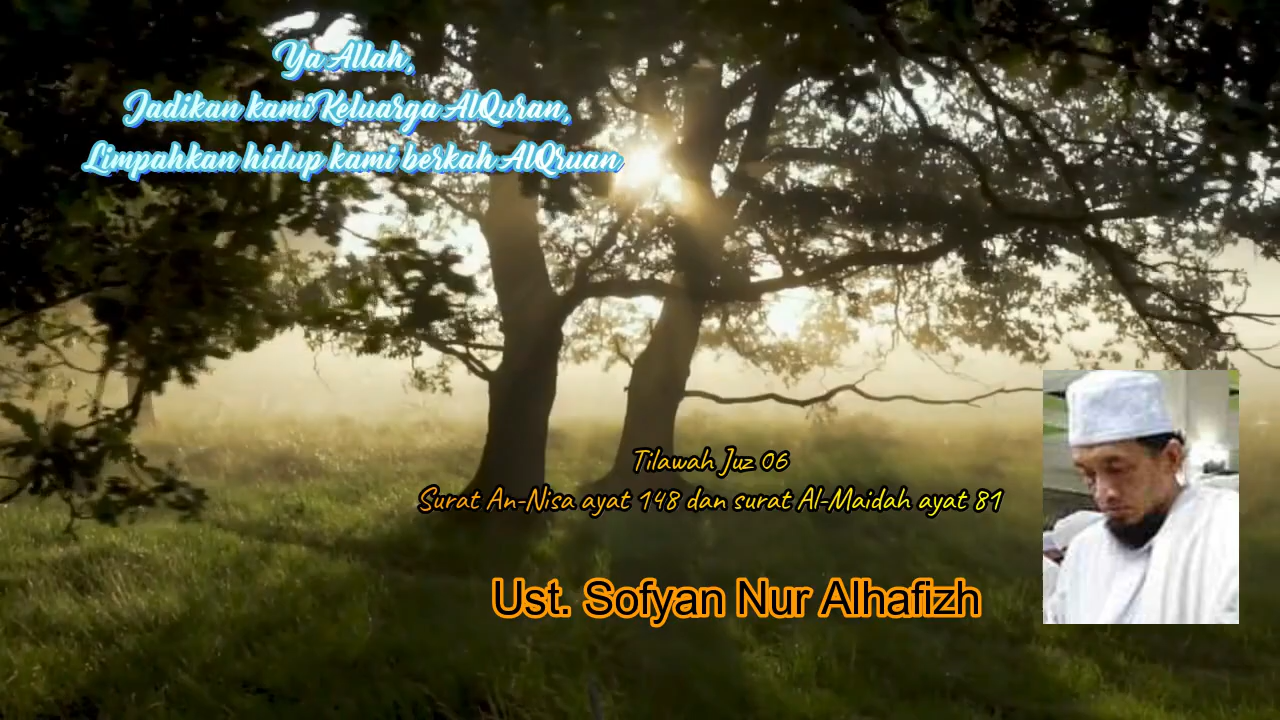 Ya Allah,
Jadikan kami Keluarga AlQuran,
Limpahkan hidup kami berkah AlQruan
Tilawah Juz 06
Surat An-Nisa ayat 148 dan surat Al-Maidah ayat 81
Ust. Sofyan Nur Alhafizh